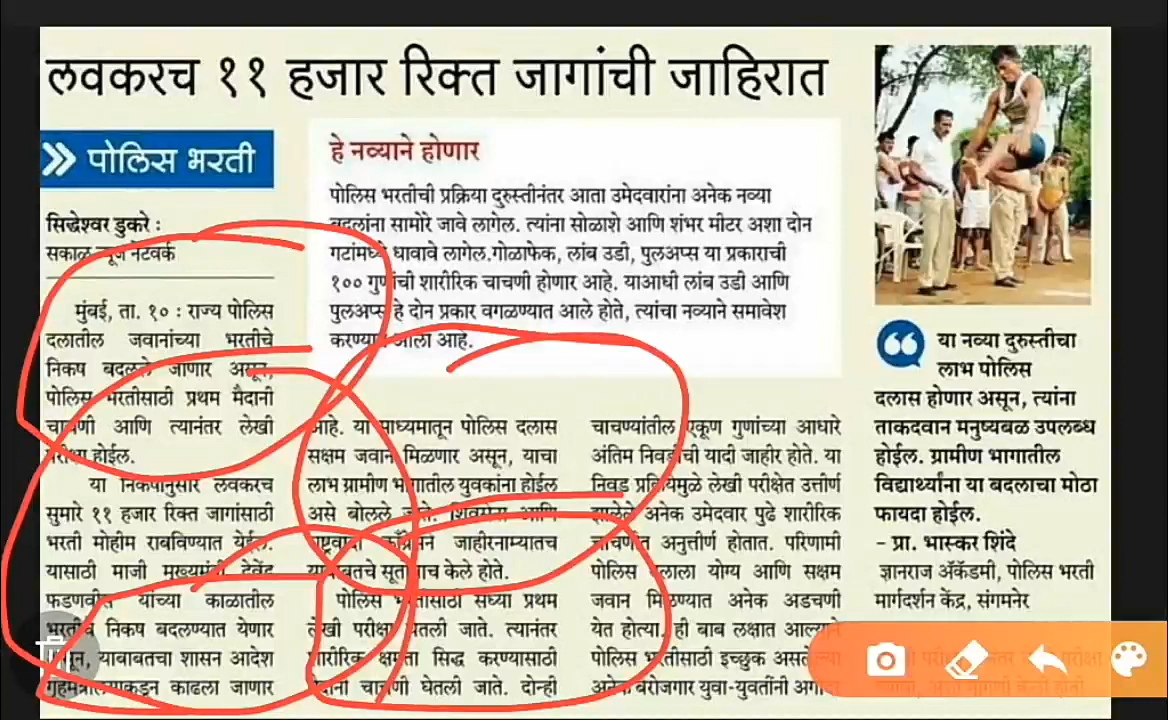 लवकरच ११ हजार रिक्त जागांची जाहिरात
पोलिस भरती
सिद्धेश्वर डुकरे :
सकाळ न्यूज नेटवर्क
मुंबई, ता. १० : राज्य पोलिस
दलातील जवानांच्या भरतीचे
निकष बदलले जाणार असून,
पोलिस भरतीसाठी प्रथम मैदानी
चाचणी आणि त्यानंतर लेखी
परीक्षा होईल.
या निकषानुसार लवकरच
सुमारे ११ हजार रिक्त जागांसाठी
भरती मोहीम राबविण्यात येईल.
यासाठी माजी मुख्यमंत्री देवेंद्र
फडणवीस यांच्या काळातील
भरतीचे निकष बदलण्यात येणार
असून, याबाबतचा शासन आदेश
गृहमंत्रालयाकडून काढला जाणार
हे नव्याने होणार
पोलिस भरतीची प्रक्रिया दुरुस्तीनंतर आता उमेदवारांना अनेक नव्या
बदलांना सामोरे जावे लागेल. त्यांना सोळाशे आणि शंभर मीटर अशा दोन
गटांमध्ये धावावे लागेल.गोळाफेक, लांब उडी, पुलअप्स या प्रकाराची
१०० गुणांची शारीरिक चाचणी होणार आहे. याआधी लांब उडी आणि
पुलअप्स हे दोन प्रकार वगळण्यात आले होते, त्यांचा नव्याने समावेश
करण्यात आला आहे.
आहे. या माध्यमातून पोलिस दलास
सक्षम जवान मिळणार असून, याचा
लाभ ग्रामीण भागातील युवकांना होईल
असे बोलले जाते. शिवसेना आणि
राष्ट्रवादी काँग्रेसने जाहीरनाम्यातच
याबाबतचे सूतोवाच केले होते.
पोलिस भरतीसाठी सध्या प्रथम
लेखी परीक्षा घेतली जाते. त्यानंतर
शारीरिक क्षमता सिद्ध करण्यासाठी
मैदानी चाचणी घेतली जाते. दोन्ही
चाचण्यांतील एकूण गुणांच्या आधारे
अंतिम निवडीची यादी जाहीर होते. या
निवड प्रक्रियेमुळे लेखी परीक्षेत उत्तीर्ण
झालेले अनेक उमेदवार पुढे शारीरिक
चाचणीत अनुत्तीर्ण होतात. परिणामी
पोलिस दलाला योग्य आणि सक्षम
जवान मिळण्यात अनेक अडचणी
येत होत्या. ही बाब लक्षात आल्याने
पोलिस भरतीसाठी इच्छुक असलेल्या
अनेक बेरोजगार युवा-युवतींनी अगोदर
या नव्या दुरुस्तीचा
लाभ पोलिस
दलास होणार असून, त्यांना
ताकदवान मनुष्यबळ उपलब्ध
होईल. ग्रामीण भागातील
विद्यार्थ्यांना या बदलाचा मोठा
फायदा होईल.
- प्रा. भास्कर शिंदे
ज्ञानराज ॲकॅडमी, पोलिस भरती
मार्गदर्शन केंद्र, संगमनेर